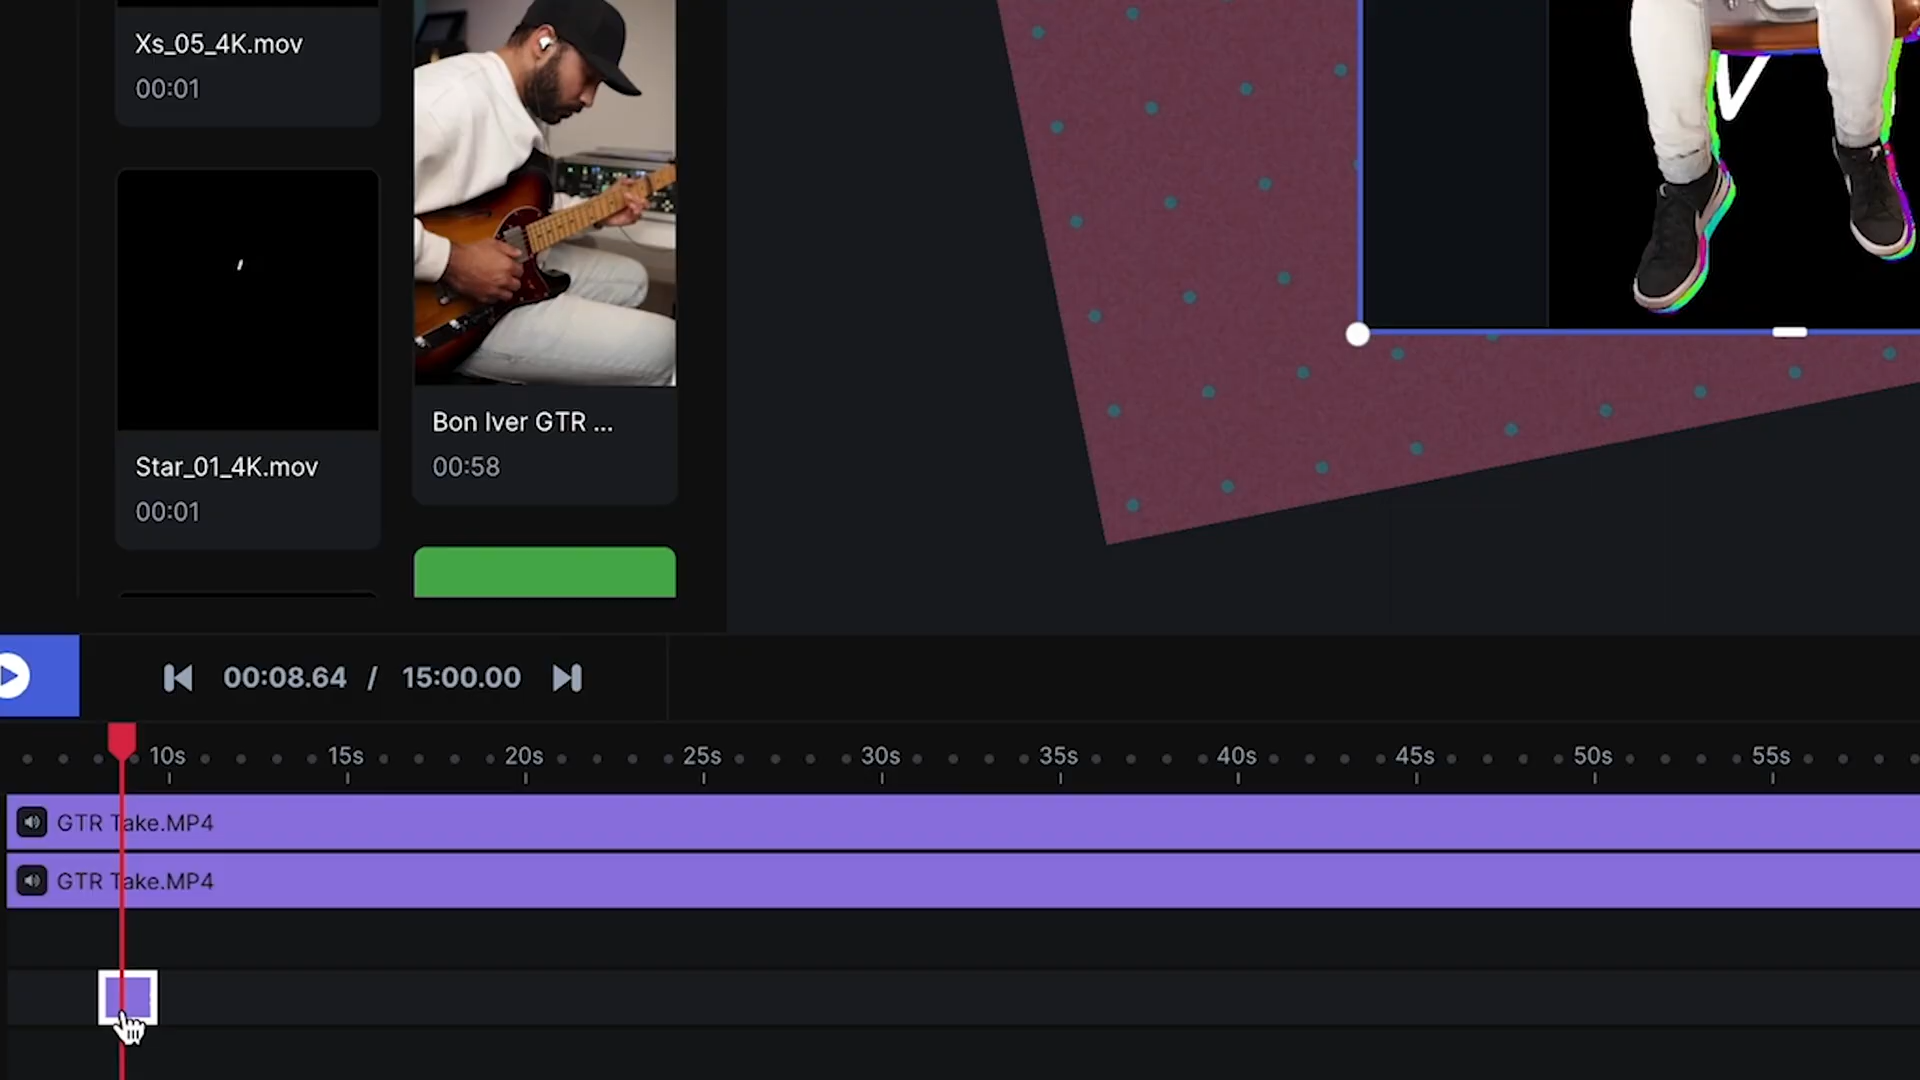 Xs_05_4K.mov
00:01
Star_01_4K.mov
00:01
Bon Iver GTR ...
00:58
00:08.64 / 15:00.00
10s 15s 20s 25s 30s 35s 40s 45s 50s 55s
GTR Take.MP4
GTR Take.MP4